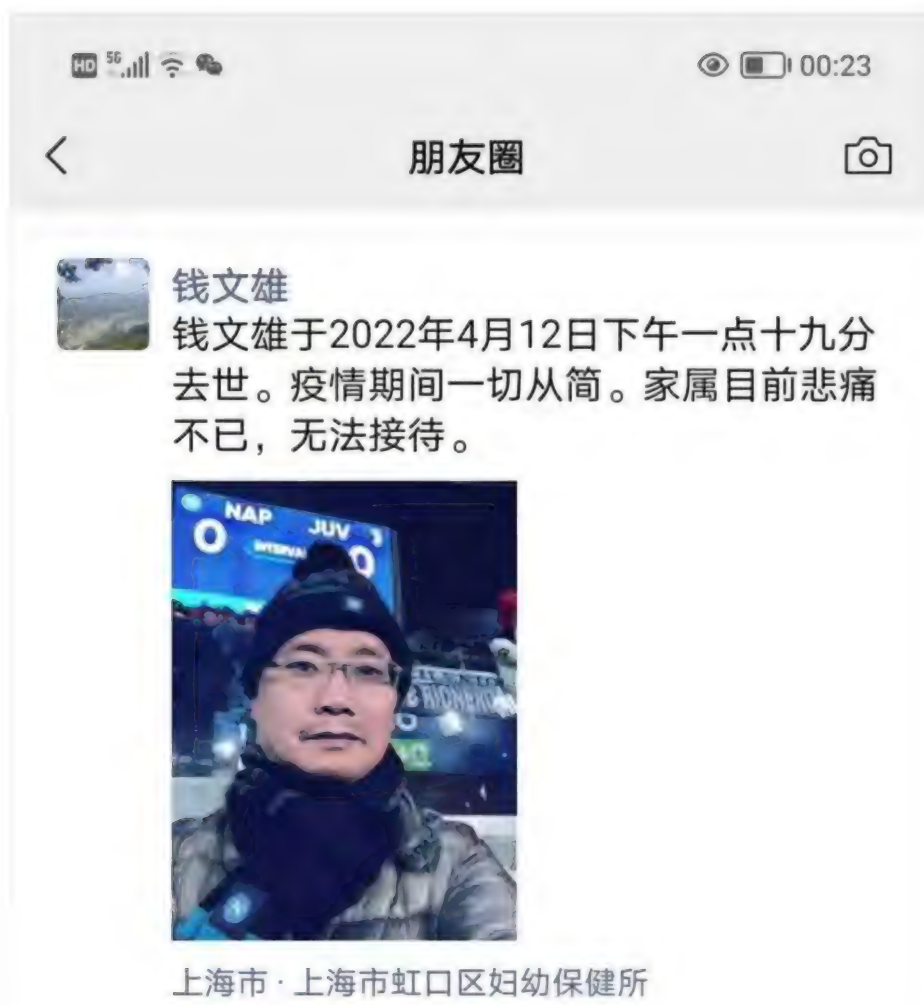 HD 5G 00:23
朋友圈
钱文雄
钱文雄于2022年4月12日下午一点十九分
去世。疫情期间一切从简。家属目前悲痛
不已，无法接待。
NAP JUV
0 0
上海市 · 上海市虹口区妇幼保健所